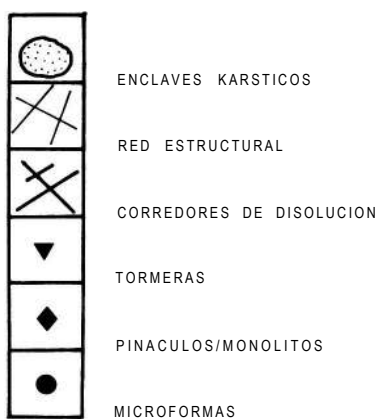 ENCLAVES KARSTICOS
RED ESTRUCTURAL
CORREDORES DE DISOLUCION
TORMERAS
PINACULOS/MONOLITOS
MICROFORMAS